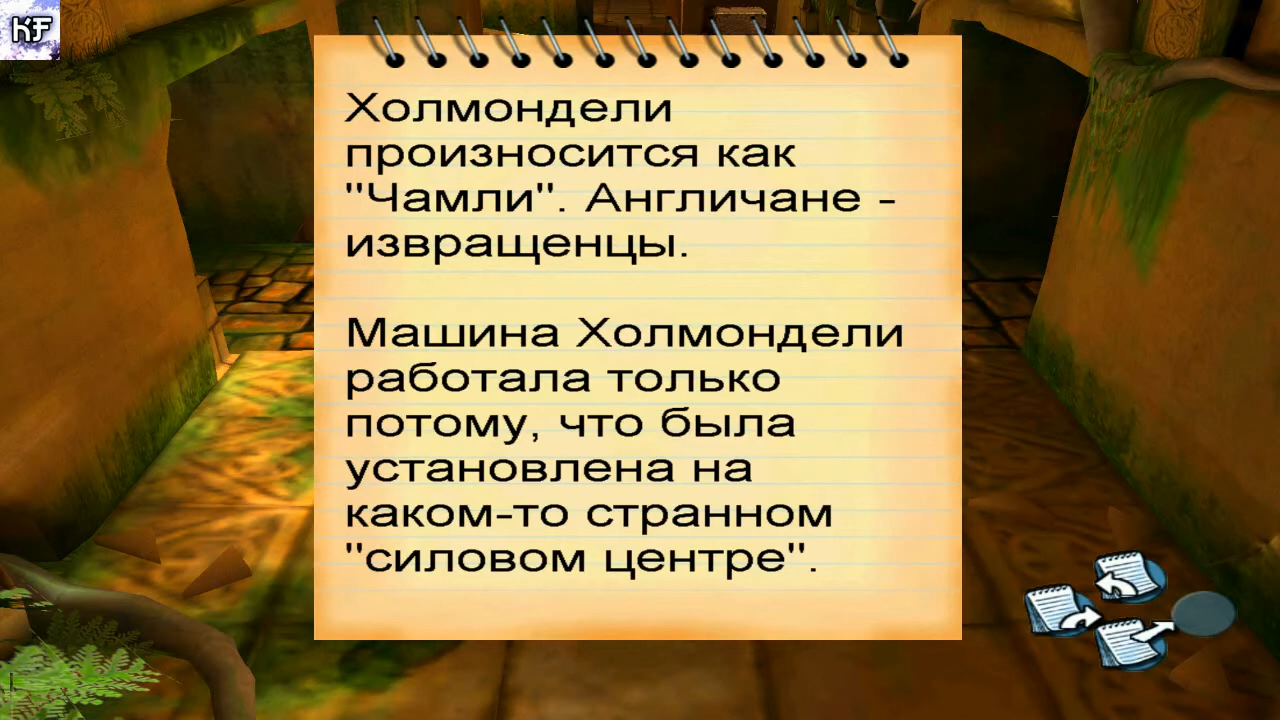 KF
Холмондели
произносится как
"Чамли". Англичане -
извращенцы.
Машина Холмондели
работала только
потому, что была
установлена на
каком-то странном
"силовом центре".